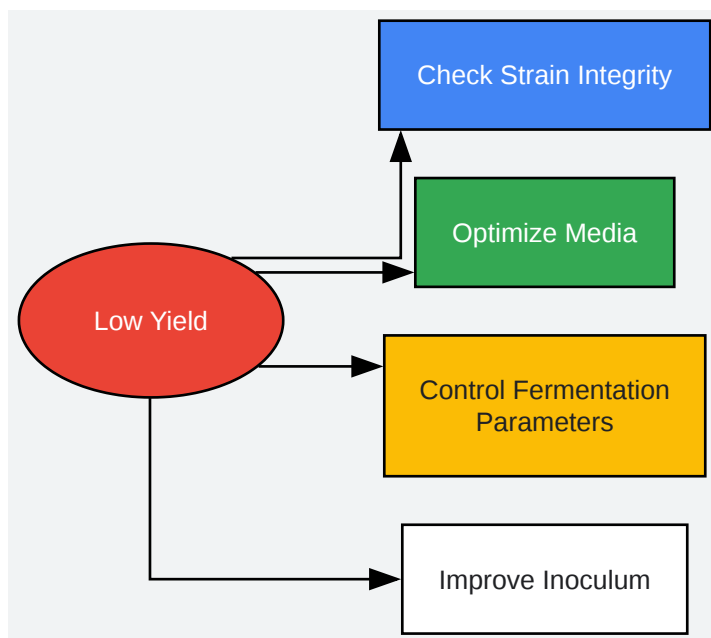 Check Strain Integrity
Optimize Media
Low Yield
Control Fermentation
Parameters
Improve Inoculum